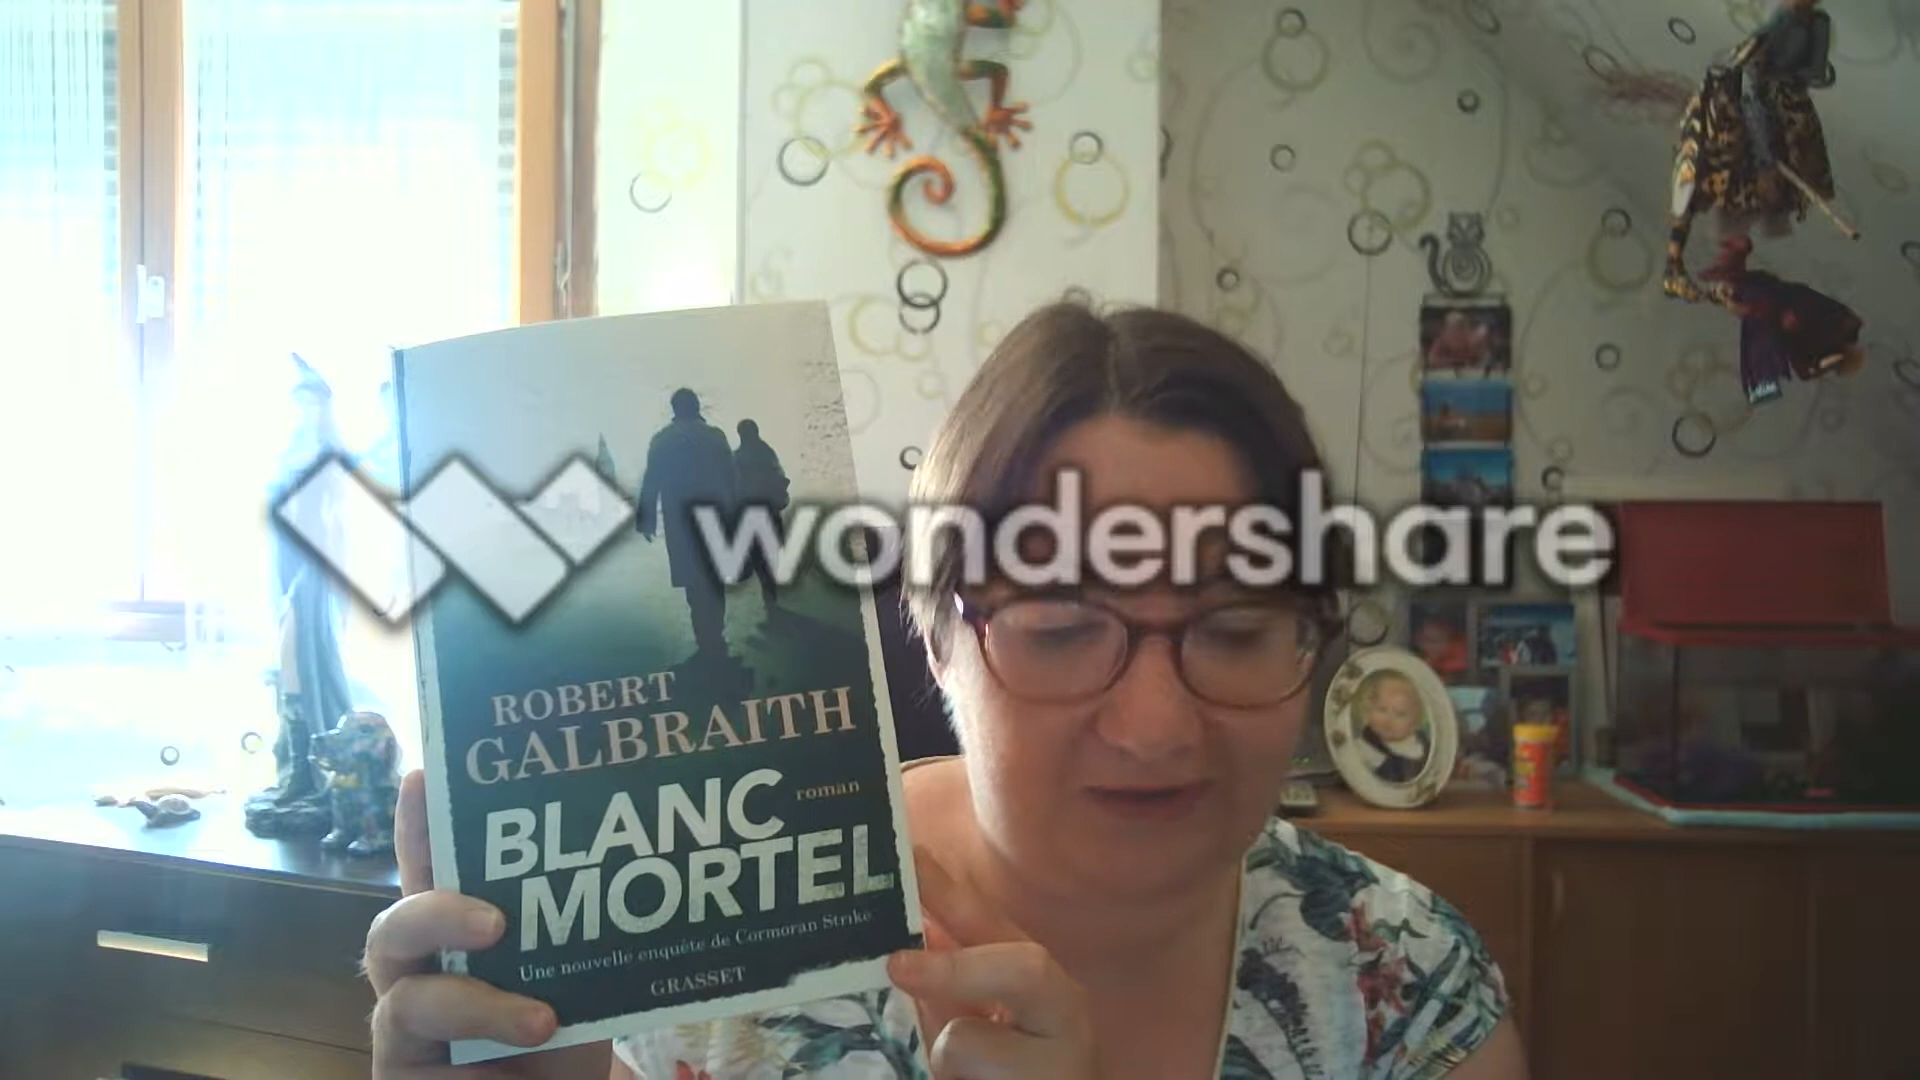 wondershare
ROBERT
GALBRAITH
BLANC
roman
MORTEL
Une nouvelle enquête de Cormoran Strike
GRASSET